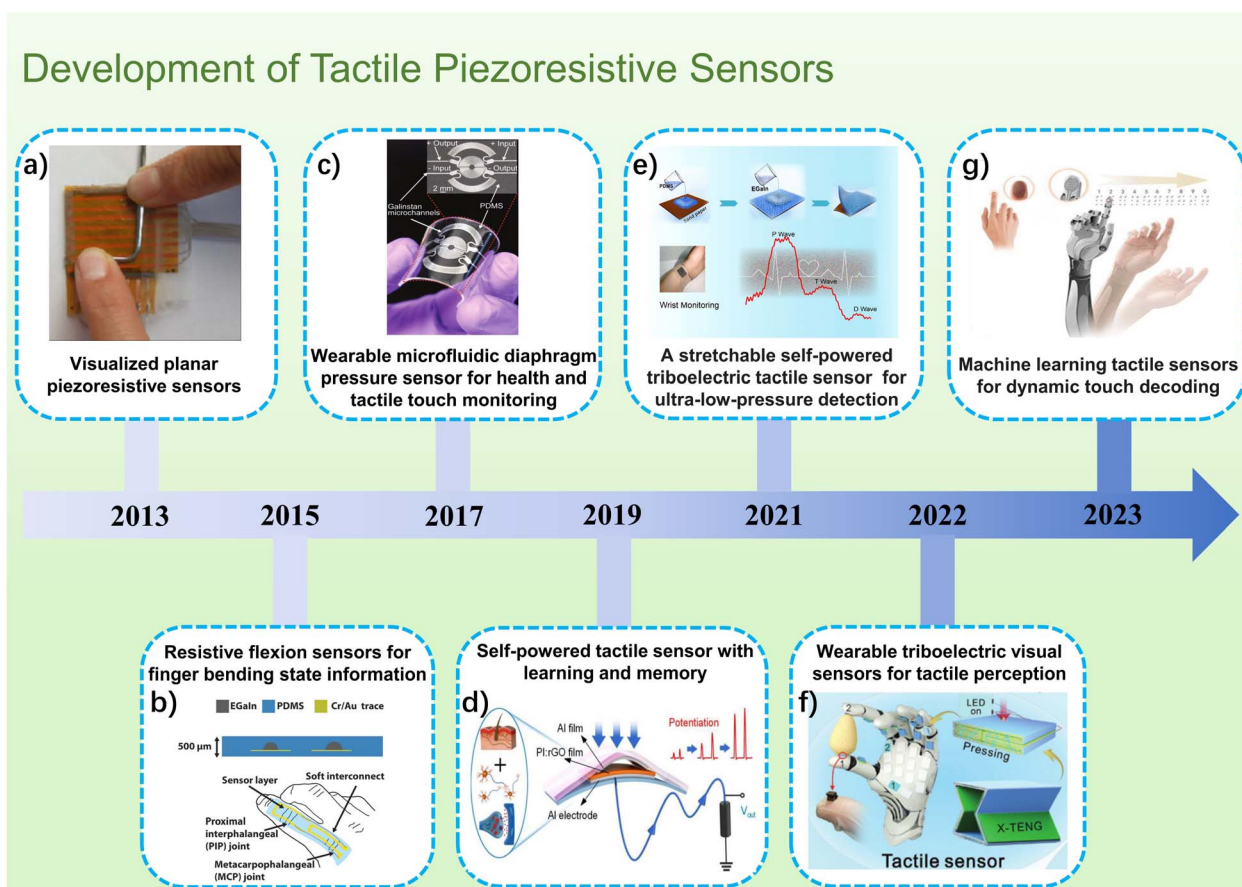 Development of Tactile Piezoresistive Sensors
a)
Visualized planar
piezoresistive sensors
c)
+ Output
+ Input
- Input
- Output
2 mm
Galinstan
microchannels
PDMS
Wearable microfluidic diaphragm
pressure sensor for health and
tactile touch monitoring
e)
PDMS
EGaIn
Sand paper
P Wave
T Wave
D Wave
Wrist Monitoring
A stretchable self-powered
triboelectric tactile sensor for
ultra-low-pressure detection
g)
1 2 3 4 5 6 7 8 9 0
Machine learning tactile sensors
for dynamic touch decoding
2013
2015
2017
2019
2021
2022
2023
Resistive flexion sensors for
finger bending state information
b)
EGaIn
PDMS
Cr/Au trace
500 μm
Sensor layer
Soft interconnect
Proximal
interphalangeal
(PIP) joint
Metacarpophalangeal
(MCP) joint
Self-powered tactile sensor with
learning and memory
d)
Al film
PI:rGO film
Al electrode
Potentiation
Vout
Wearable triboelectric visual
sensors for tactile perception
f)
2
1
2
1
LED
on
Pressing
X-TENG
Tactile sensor